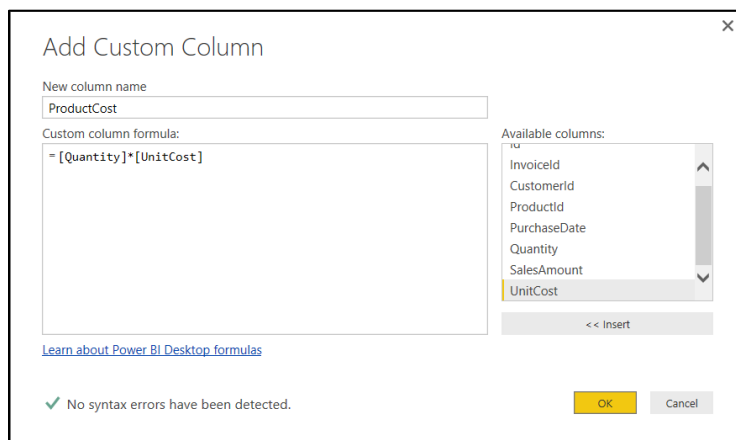 Add Custom Column
New column name
ProductCost
Custom column formula:
=[Quantity]*[UnitCost]
Available columns:
Id
InvoiceId
CustomerId
ProductId
PurchaseDate
Quantity
SalesAmount
UnitCost
<< Insert
Learn about Power BI Desktop formulas
No syntax errors have been detected.
OK
Cancel